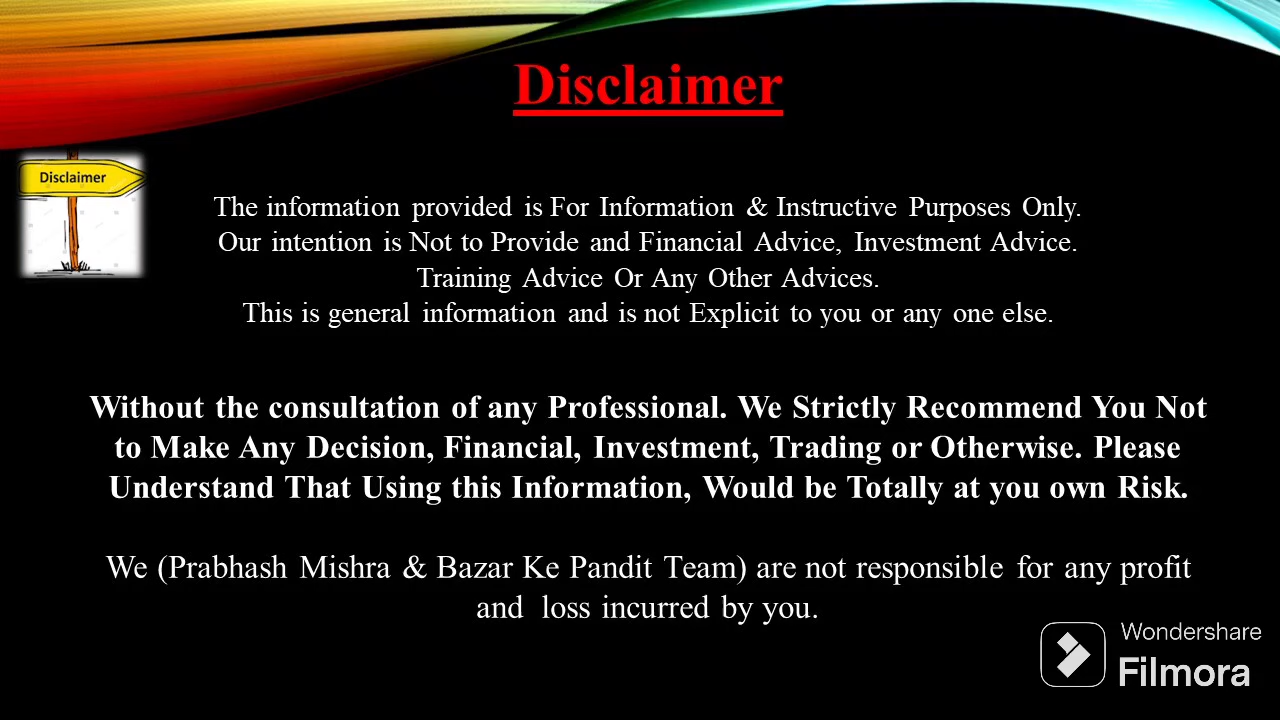 Disclaimer
Disclaimer
The information provided is For Information & Instructive Purposes Only.
Our intention is Not to Provide and Financial Advice, Investment Advice.
Training Advice Or Any Other Advices.
This is general information and is not Explicit to you or any one else.
Without the consultation of any Professional. We Strictly Recommend You Not
to Make Any Decision, Financial, Investment, Trading or Otherwise. Please
Understand That Using this Information, Would be Totally at you own Risk.
We (Prabhash Mishra & Bazar Ke Pandit Team) are not responsible for any profit
and loss incurred by you.
Wondershare
Filmora